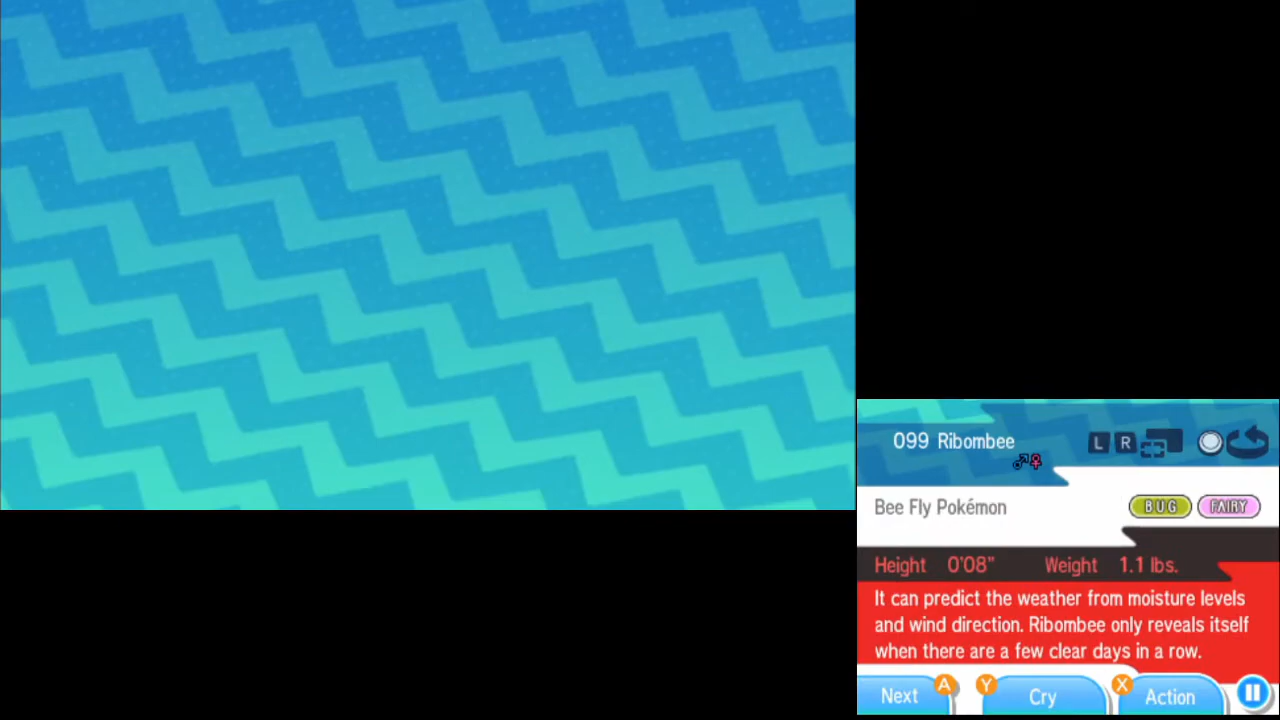 099 Ribombee
L R
Bee Fly Pokémon BUG FAIRY
Height 0'08" Weight 1.1 lbs.
It can predict the weather from moisture levels
and wind direction. Ribombee only reveals itself
when there are a few clear days in a row.
Next A Y Cry X Action